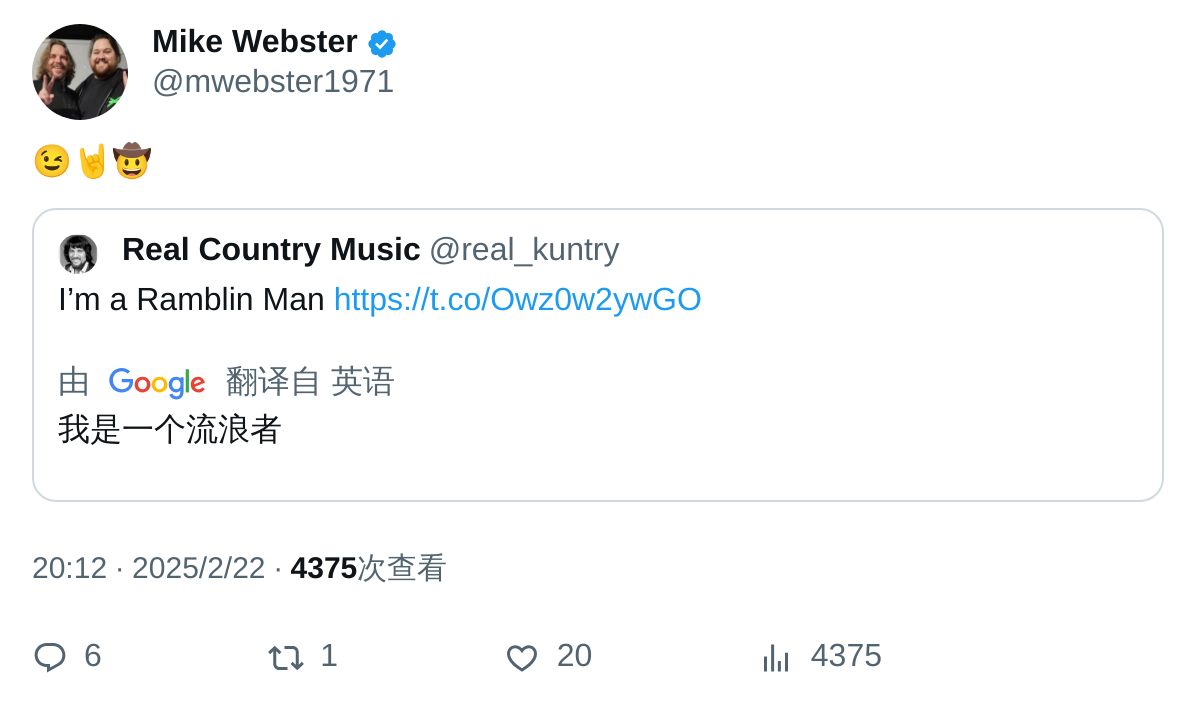 Mike Webster
@mwebster1971
😉🤘🤠
Real Country Music @real_kuntry
I’m a Ramblin Man https://t.co/Owz0w2ywGO
由 Google 翻译自 英语
我是一个流浪者
20:12 · 2025/2/22 · 4375次查看
6 1 20 4375